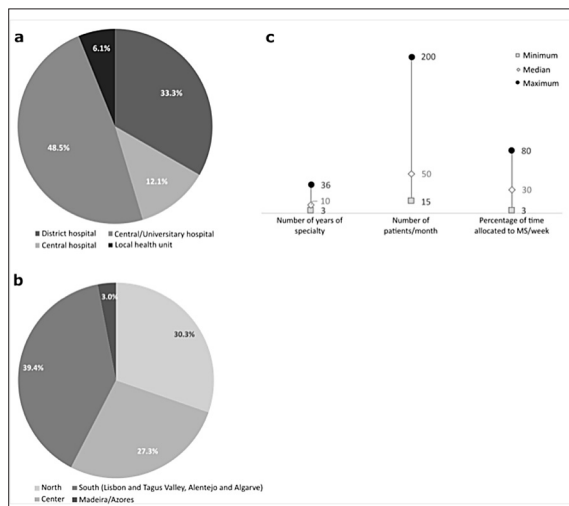 a
6.1%
33.3%
48.5%
12.1%
District hospital Central/Universitary hospital
Central hospital Local health unit
b
3.0%
30.3%
39.4%
27.3%
North South (Lisbon and Tagus Valley, Alentejo and Algarve)
Center Madeira/Azores
c
Minimum
Median
Maximum
200
80
50
36
30
10
15
3
3
Number of years of specialty
Number of patients/month
Percentage of time allocated to MS/week